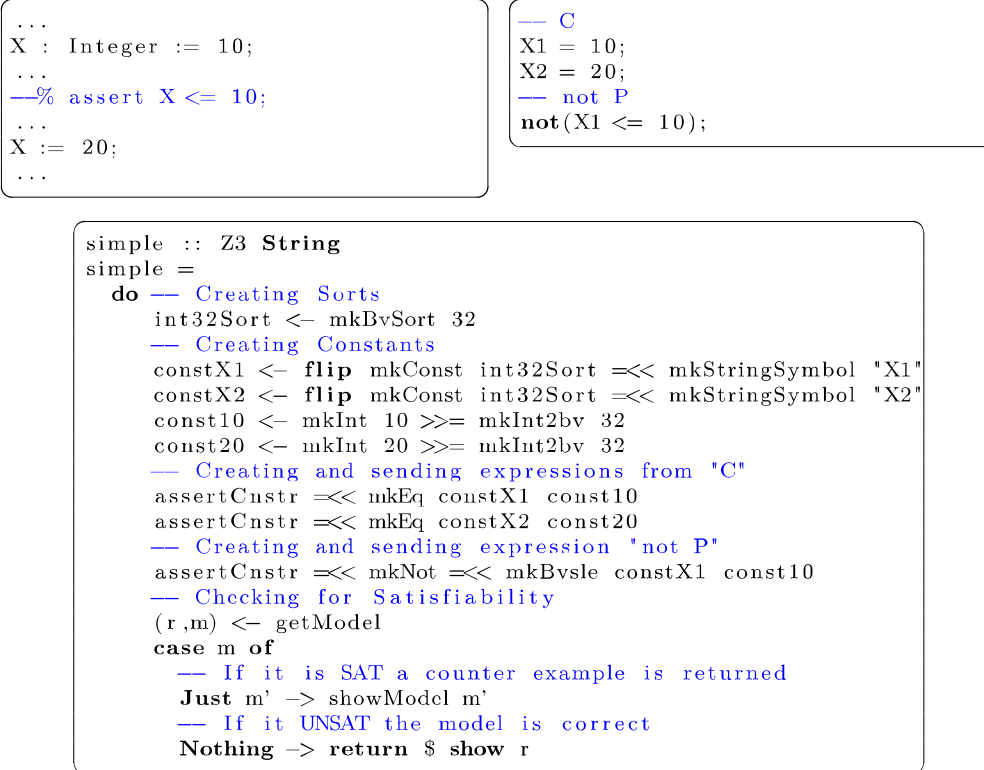 ...
X : Integer := 10;
...
--% assert X <= 10;
...
X := 20;
...
-- C
X1 = 10;
X2 = 20;
-- not P
not(X1 <= 10);
simple :: Z3 String
simple =
do -- Creating Sorts
int32Sort <- mkBvSort 32
-- Creating Constants
constX1 <- flip mkConst int32Sort =<< mkStringSymbol "X1"
constX2 <- flip mkConst int32Sort =<< mkStringSymbol "X2"
const10 <- mkInt 10 >>= mkInt2bv 32
const20 <- mkInt 20 >>= mkInt2bv 32
-- Creating and sending expressions from "C"
assertCnstr =<< mkEq constX1 const10
assertCnstr =<< mkEq constX2 const20
-- Creating and sending expression "not P"
assertCnstr =<< mkNot =<< mkBvsle constX1 const10
-- Checking for Satisfiability
(r,m) <- getModel
case m of
-- If it is SAT a counter example is returned
Just m' -> showModel m'
-- If it UNSAT the model is correct
Nothing -> return $ show r